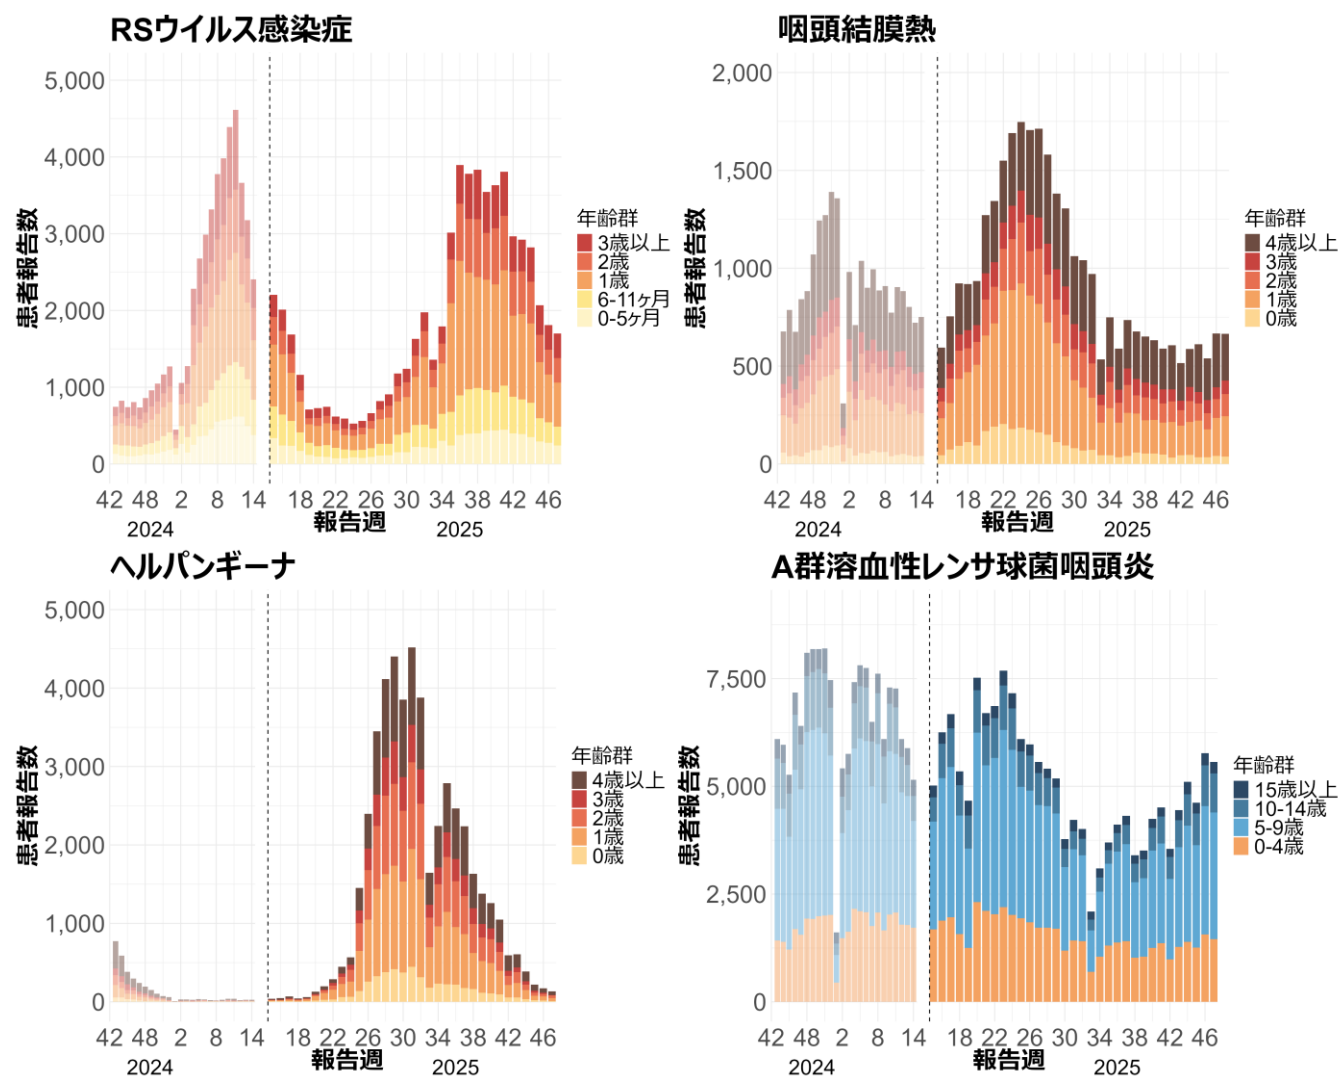 RSウイルス感染症
患者報告数
5,000
4,000
3,000
2,000
1,000
0
42 48 2 8 14 18 22 26 30 34 38 42 46
2024 報告週 2025
年齢群
3歳以上
2歳
1歳
6-11ヶ月
0-5ヶ月
咽頭結膜熱
患者報告数
2,000
1,500
1,000
500
0
42 48 2 8 14 18 22 26 30 34 38 42 46
2024 報告週 2025
年齢群
4歳以上
3歳
2歳
1歳
0歳
ヘルパンギーナ
患者報告数
5,000
4,000
3,000
2,000
1,000
0
42 48 2 8 14 18 22 26 30 34 38 42 46
2024 報告週 2025
年齢群
4歳以上
3歳
2歳
1歳
0歳
A群溶血性レンサ球菌咽頭炎
患者報告数
7,500
5,000
2,500
0
42 48 2 8 14 18 22 26 30 34 38 42 46
2024 報告週 2025
年齢群
15歳以上
10-14歳
5-9歳
0-4歳